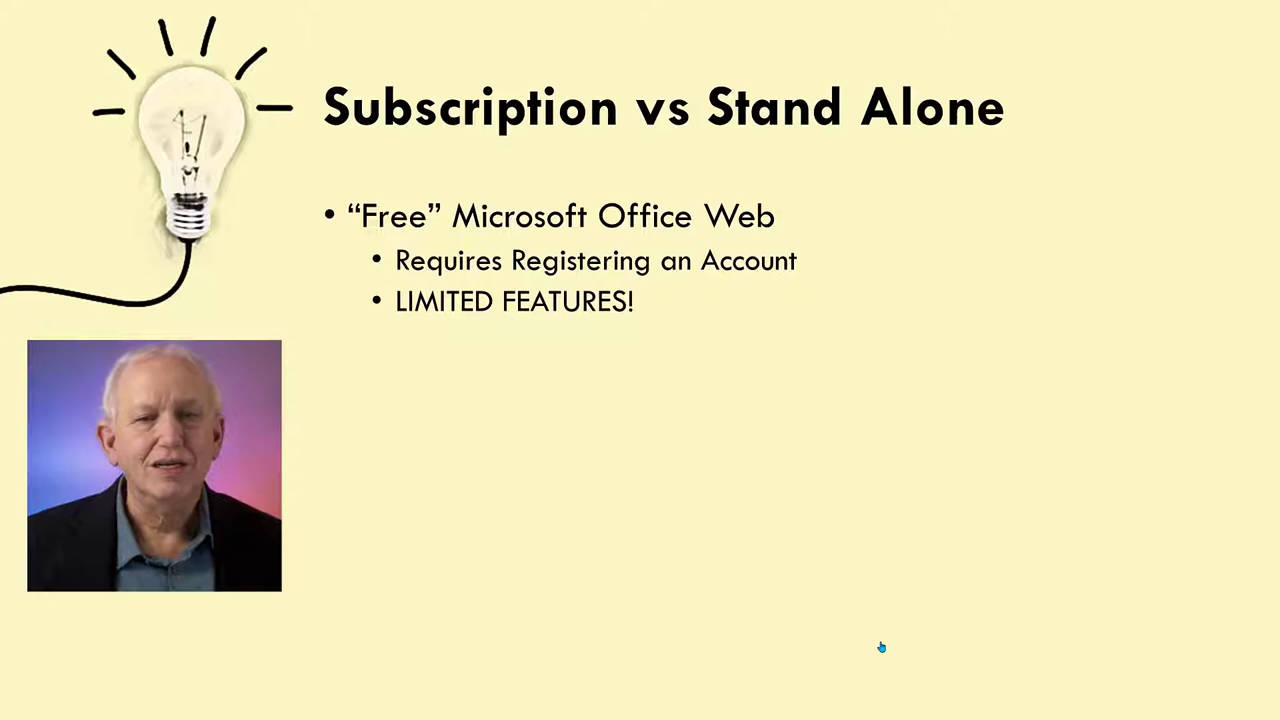 Subscription vs Stand Alone
• “Free” Microsoft Office Web
• Requires Registering an Account
• LIMITED FEATURES!